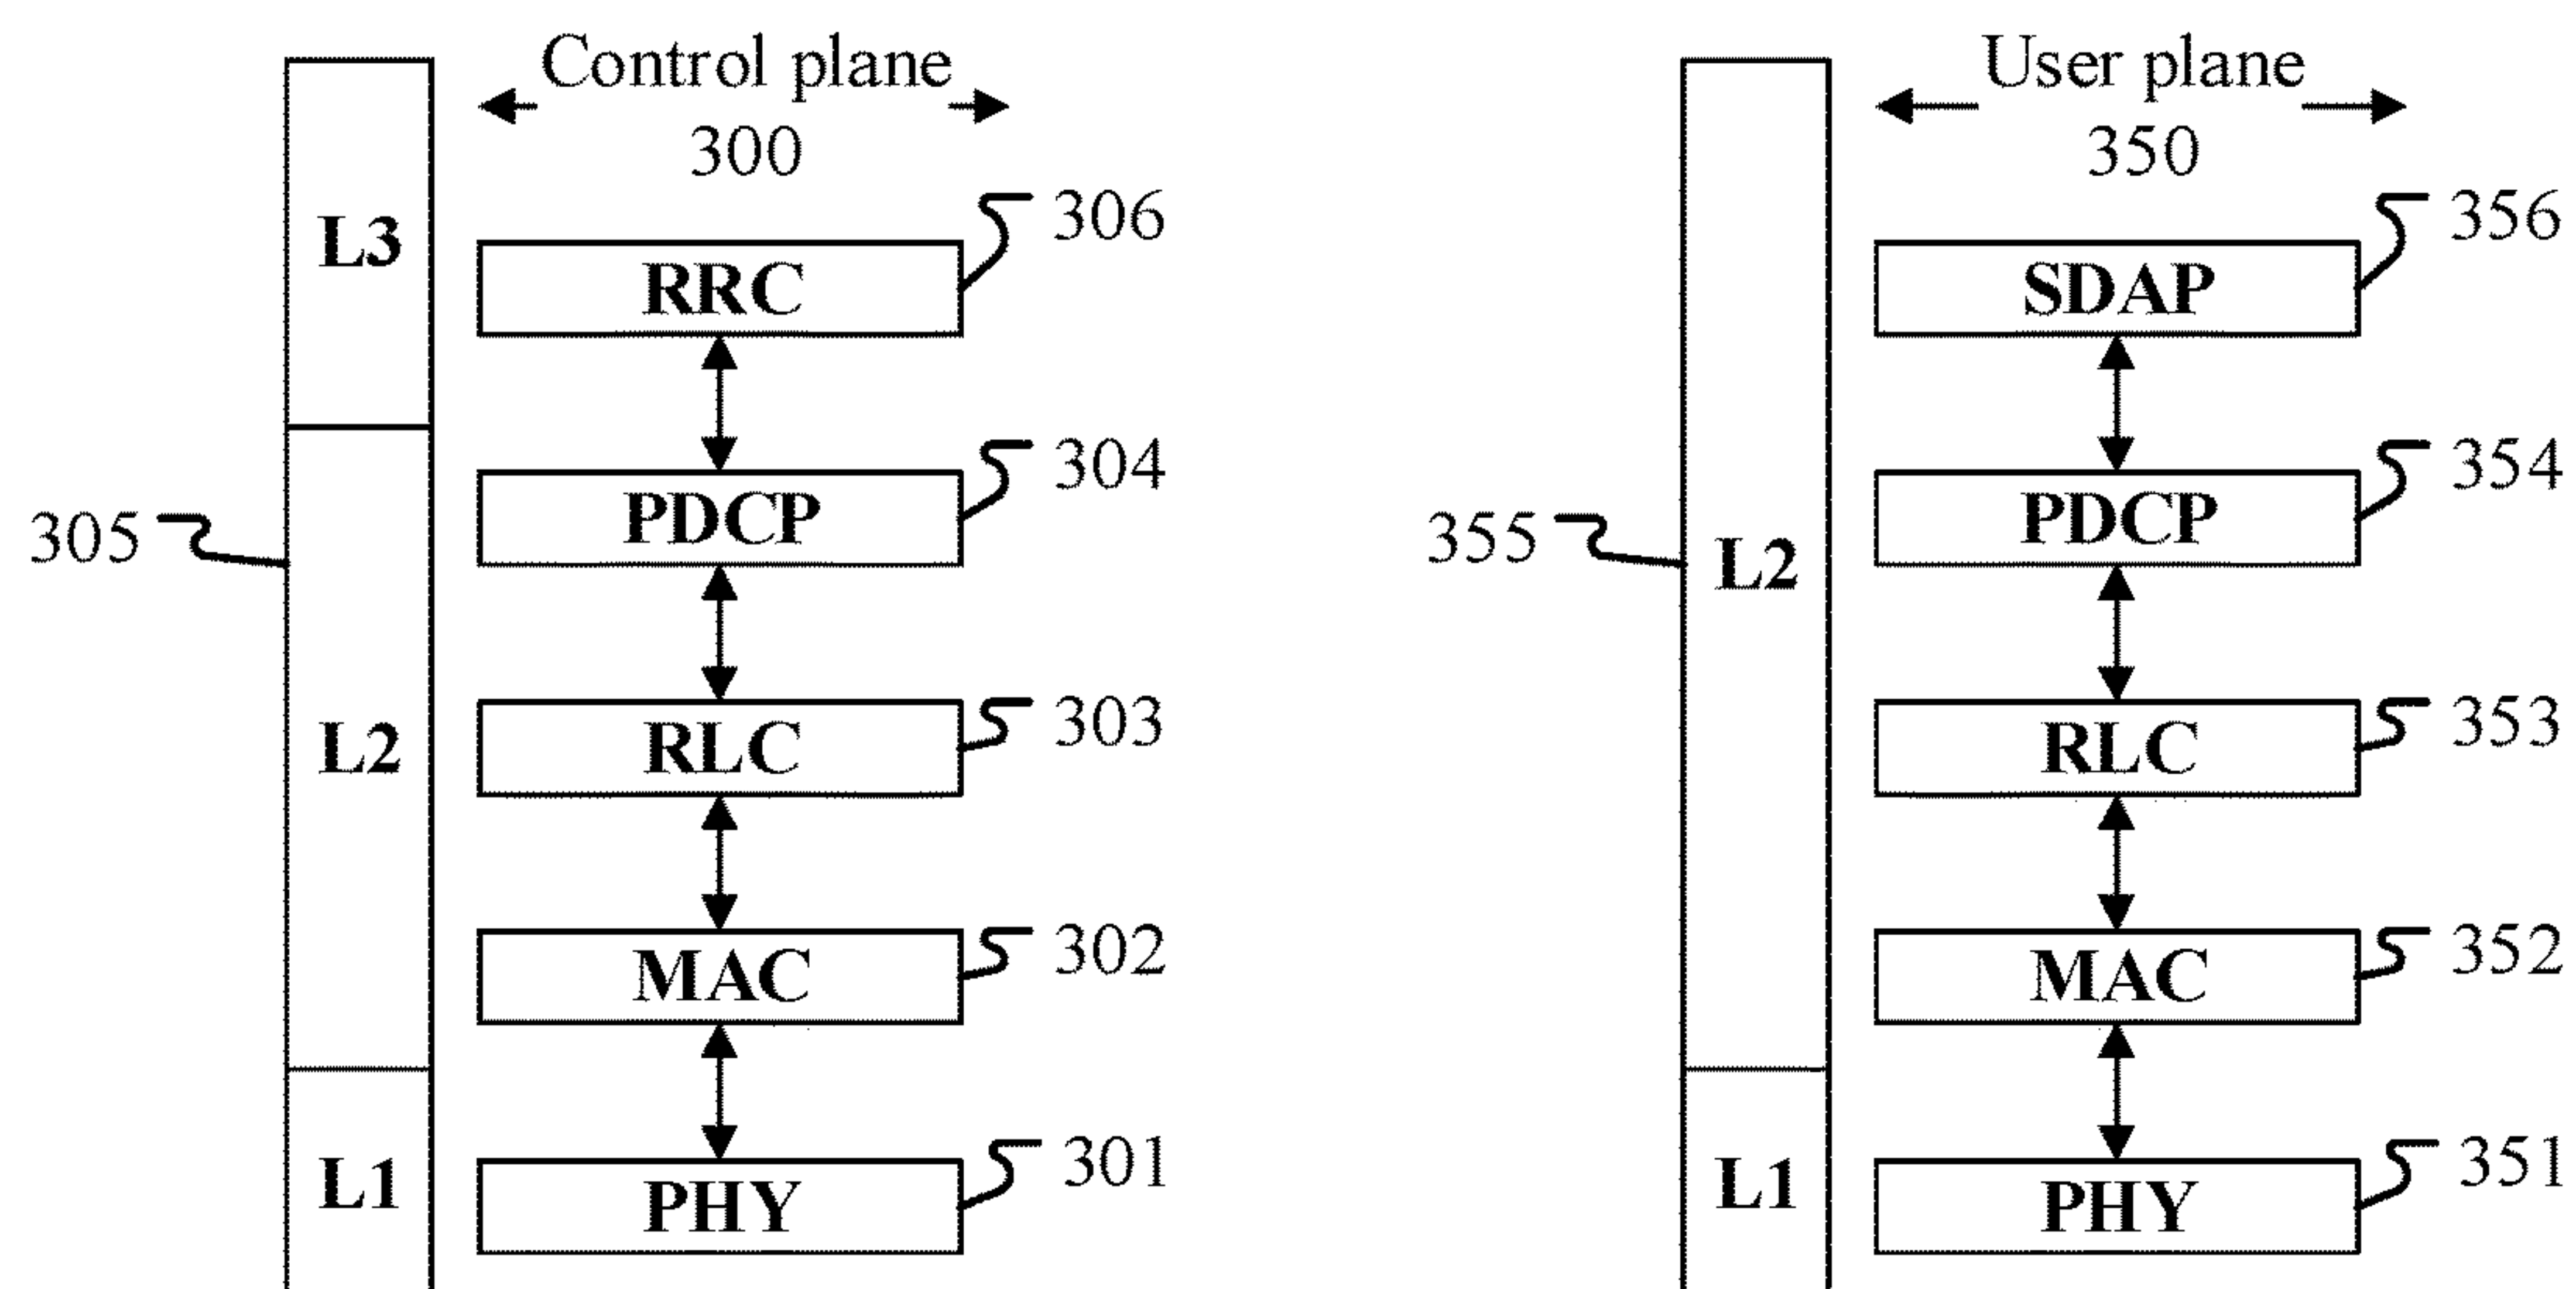 Control plane
300
L3
306
RRC
304
PDCP
305
303
L2
RLC
302
MAC
301
L1
PHY
User plane
350
356
SDAP
354
PDCP
355
L2
353
RLC
352
MAC
351
L1
PHY